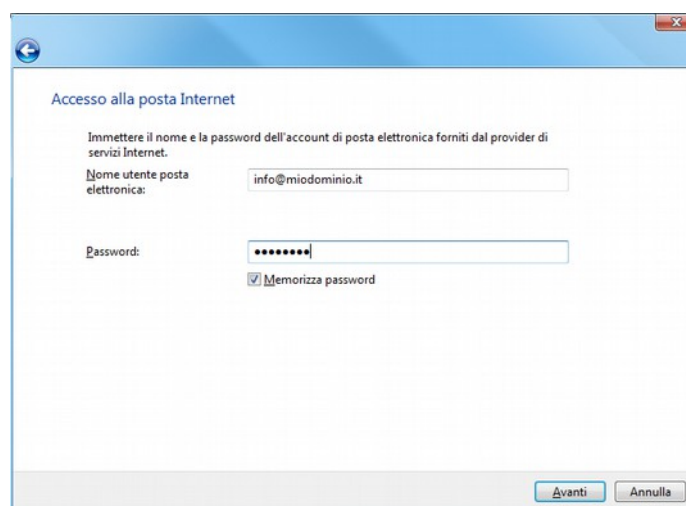 Accesso alla posta Internet
Immettere il nome e la password dell'account di posta elettronica forniti dal provider di
servizi Internet.
Nome utente posta
elettronica:
info@miodominio.it
Password:
••••••••
Memorizza password
Avanti
Annulla